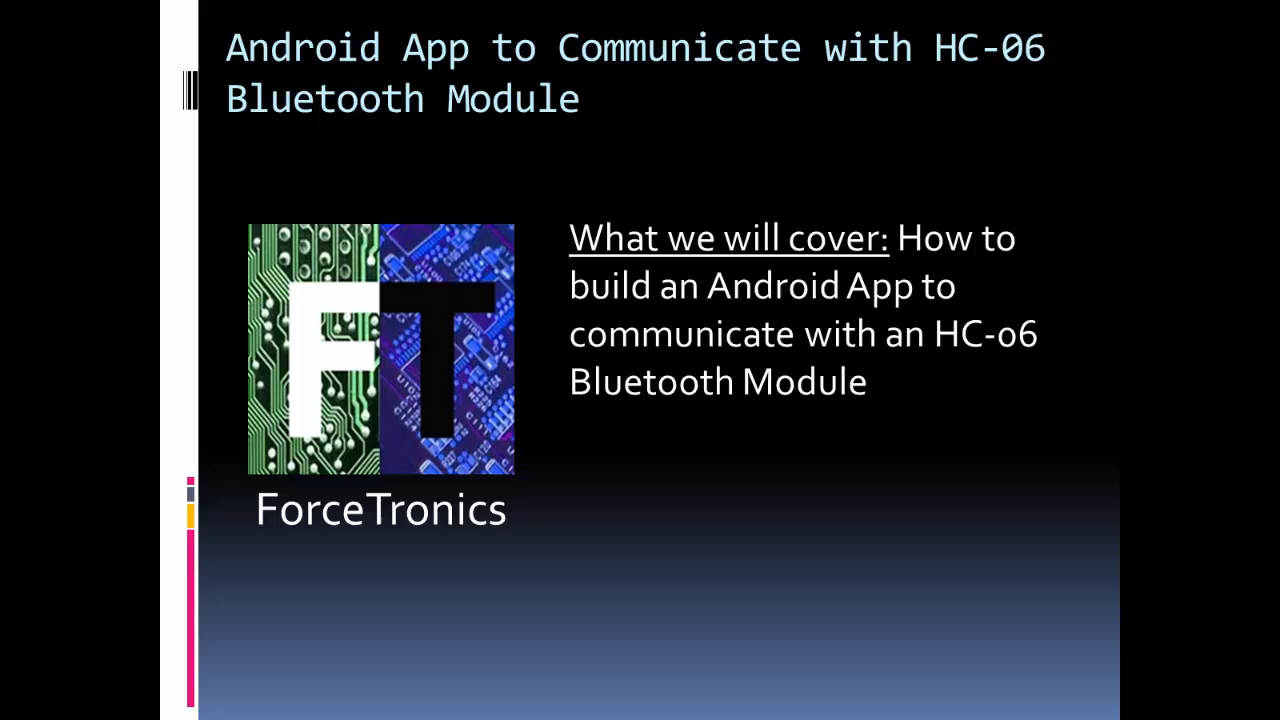 Android App to Communicate with HC-06
Bluetooth Module
What we will cover: How to
build an Android App to
communicate with an HC-06
Bluetooth Module
FT
ForceTronics